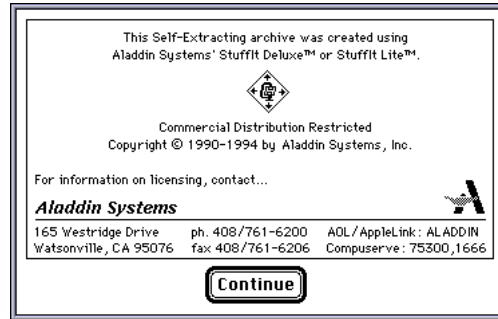 This Self-Extracting archive was created using
Aladdin Systems' StuffIt Deluxe™ or StuffIt Lite™.
Commercial Distribution Restricted
Copyright © 1990-1994 by Aladdin Systems, Inc.
For information on licensing, contact...
Aladdin Systems
165 Westridge Drive ph. 408/761-6200 AOL/AppleLink: ALADDIN
Watsonville, CA 95076 fax 408/761-6206 Compuserve: 75300,1666
Continue